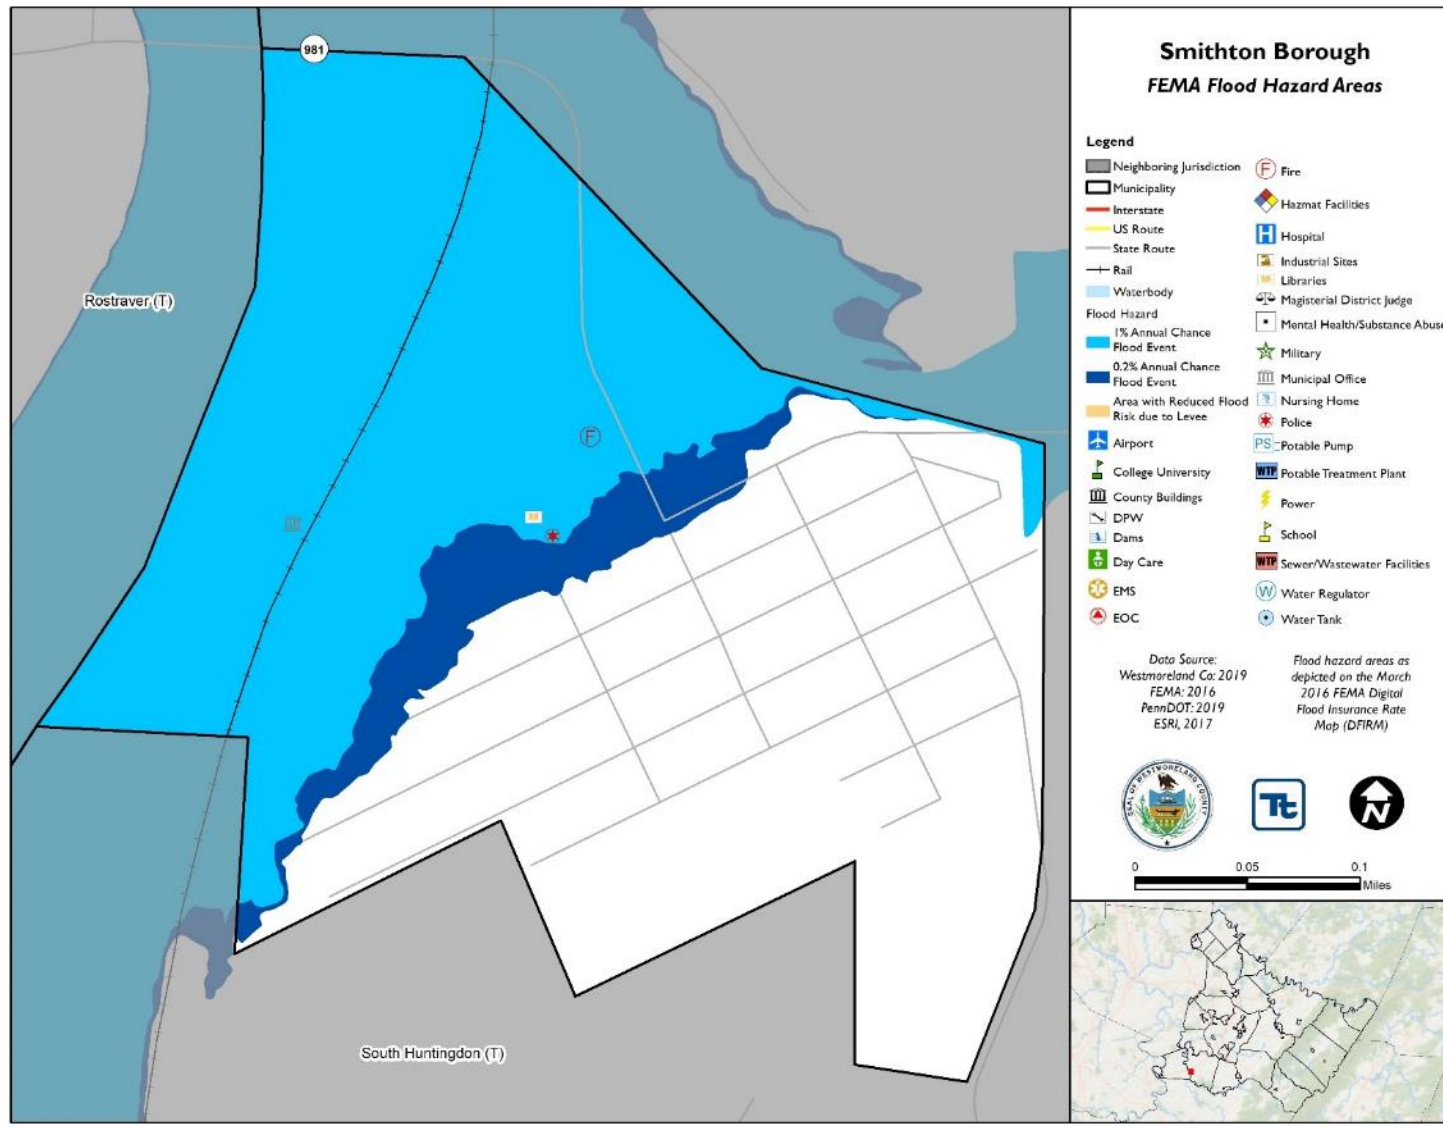 981
Rostraver (T)
South Huntingdon (T)
Smithton Borough
FEMA Flood Hazard Areas
Legend
Neighboring Jurisdiction
Municipality
Interstate
US Route
State Route
Rail
Waterbody
Flood Hazard
1% Annual Chance
Flood Event
0.2% Annual Chance
Flood Event
Area with Reduced Flood
Risk due to Levee
Airport
College University
County Buildings
DPW
Dams
Day Care
EMS
EOC
F Fire
Hazmat Facilities
H Hospital
Industrial Sites
Libraries
Magisterial District Judge
Mental Health/Substance Abuse
Military
Municipal Office
Nursing Home
Police
PS Potable Pump
WTP Potable Treatment Plant
Power
School
WTP Sewer/Wastewater Facilities
W Water Regulator
Water Tank
F
Data Source:
Westmoreland Co: 2019
FEMA: 2016
PennDOT: 2019
ESRI, 2017
Flood hazard areas as
depicted on the March
2016 FEMA Digital
Flood Insurance Rate
Map (DFIRM)
SEAL OF WESTMORELAND COUNTY
Tt
N
0 0.05 0.1
Miles